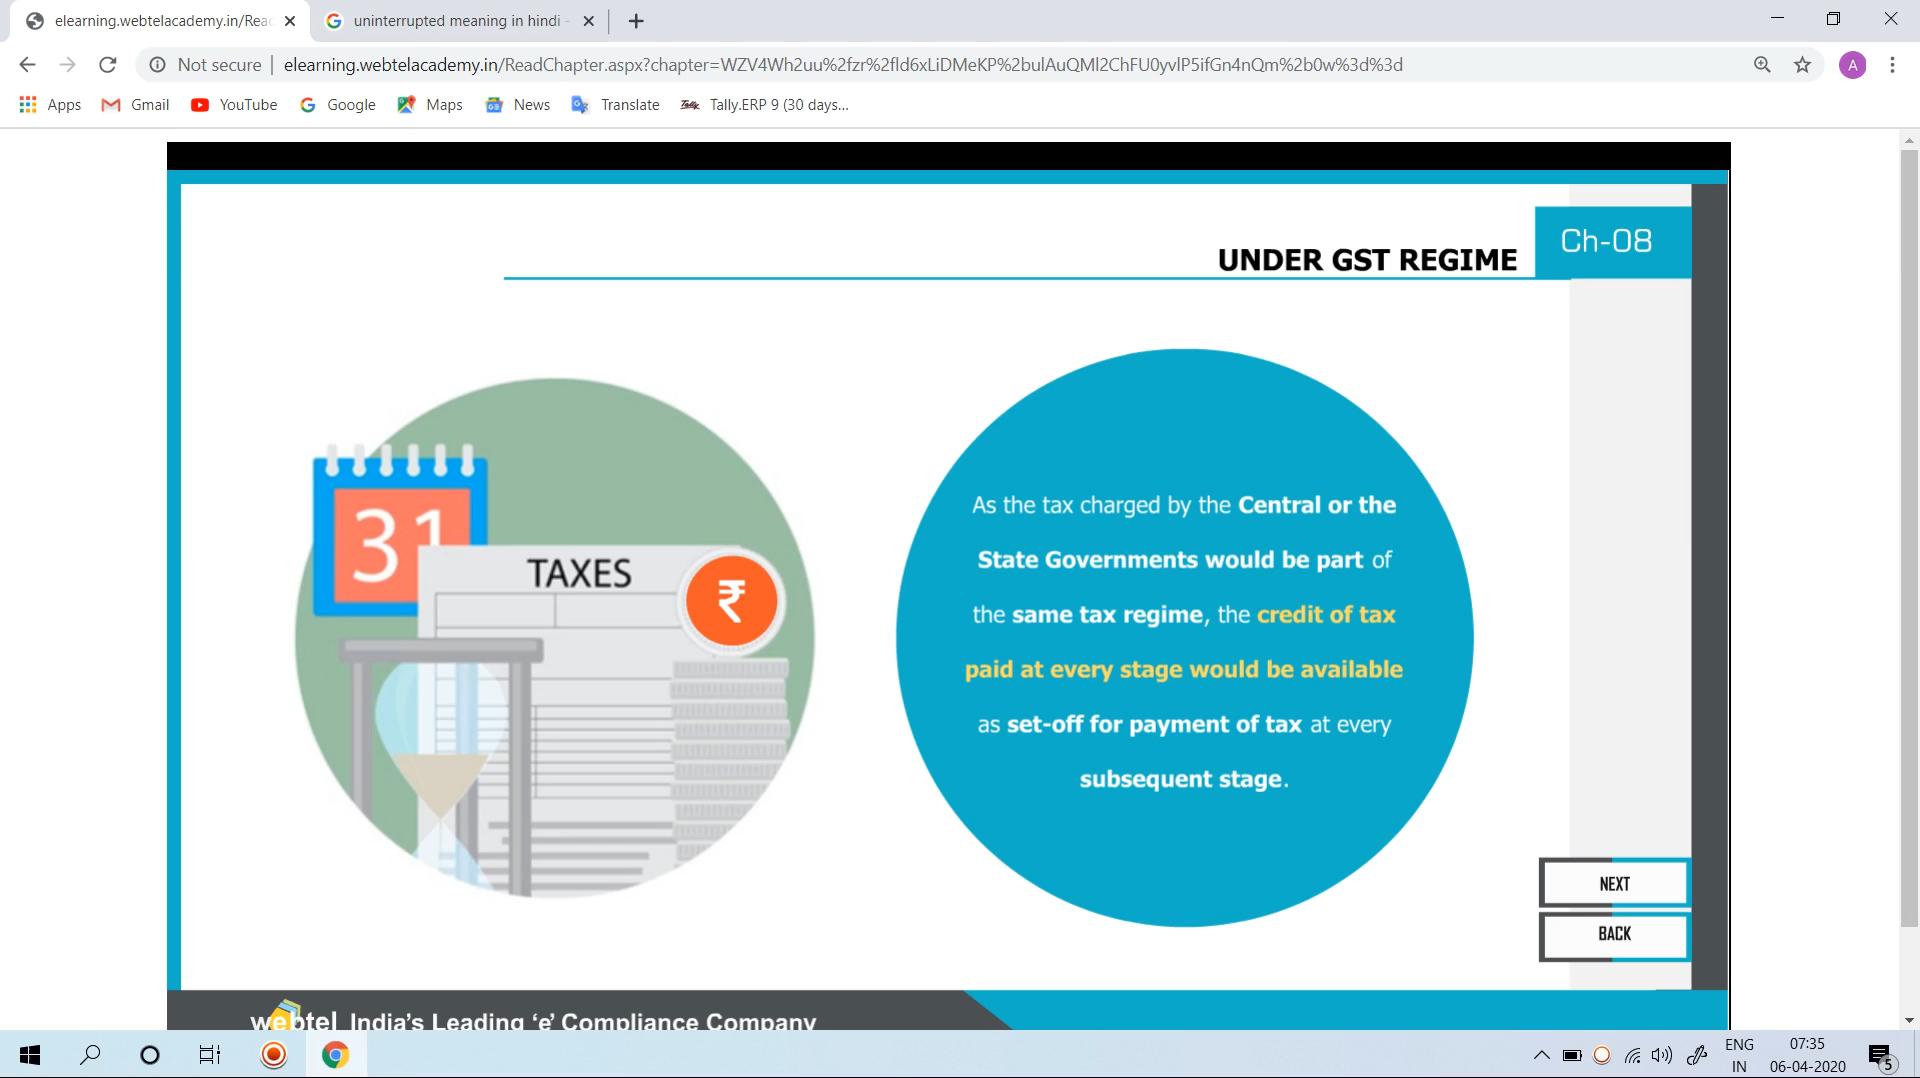 elearning.webtelacademy.in/Rea
uninterrupted meaning in hindi -
Not secure | elearning.webtelacademy.in/ReadChapter.aspx?chapter=WZV4Wh2uu%2fzr%2fld6xLiDMeKP%2bulAuQMl2ChFU0yvlP5ifGn4nQm%2b0w%3d%3d
A
Apps Gmail YouTube Google Maps News Translate Tally.ERP 9 (30 days...
Ch-08
UNDER GST REGIME
31
TAXES
₹
As the tax charged by the Central or the
State Governments would be part of
the same tax regime, the credit of tax
paid at every stage would be available
as set-off for payment of tax at every
subsequent stage.
NEXT
BACK
webtel India's Leading 'e' Compliance Company
ENG
IN
07:35
06-04-2020
5